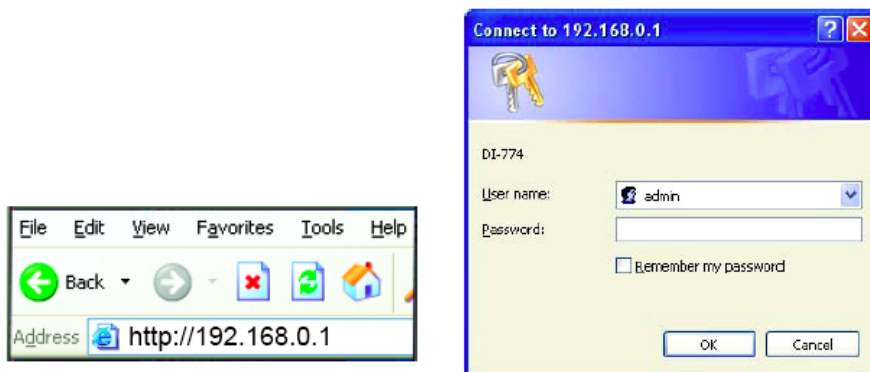 File Edit View Favorites Tools Help
Back
Address http://192.168.0.1
Connect to 192.168.0.1
DI-774
User name: admin
Password:
Remember my password
OK Cancel